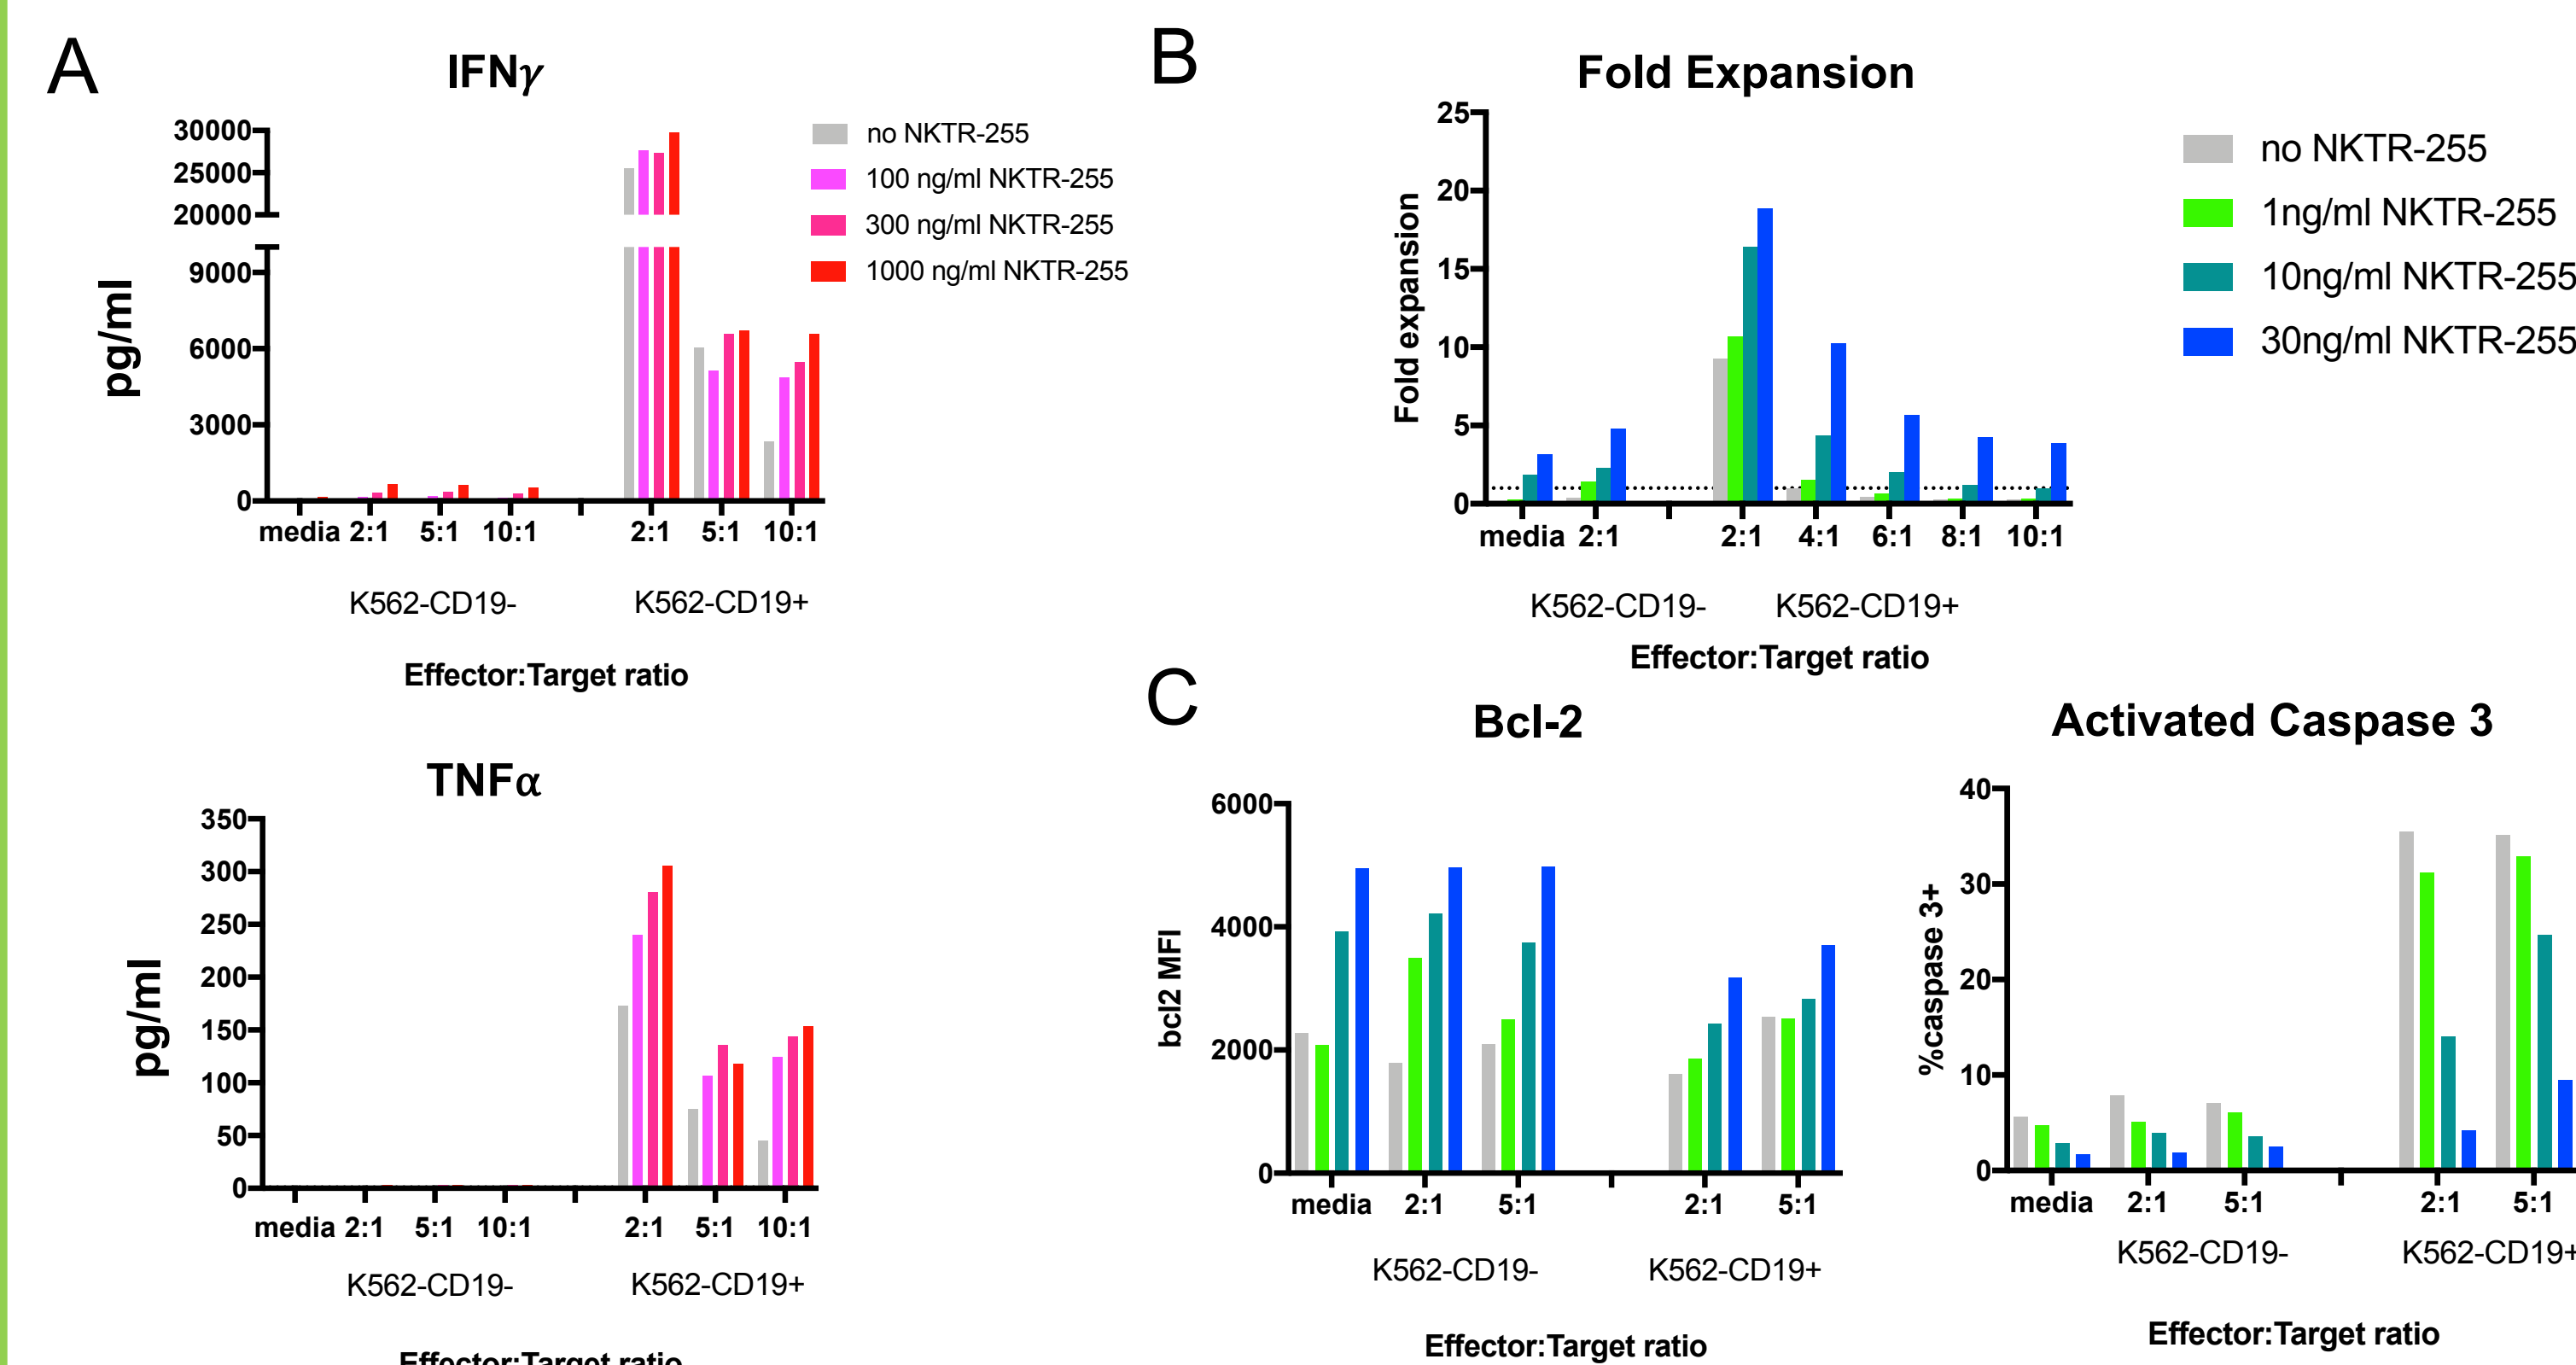 A
IFNγ
30000
25000
20000
9000
6000
3000
0
pg/ml
no NKTR-255
100 ng/ml NKTR-255
300 ng/ml NKTR-255
1000 ng/ml NKTR-255
media 2:1 5:1 10:1 2:1 5:1 10:1
K562-CD19- K562-CD19+
Effector:Target ratio
TNFα
350
300
250
200
150
100
50
0
pg/ml
media 2:1 5:1 10:1 2:1 5:1 10:1
K562-CD19- K562-CD19+
Effector:Target ratio
B
Fold Expansion
25
20
15
10
5
0
Fold expansion
no NKTR-255
1ng/ml NKTR-255
10ng/ml NKTR-255
30ng/ml NKTR-255
media 2:1 2:1 4:1 6:1 8:1 10:1
K562-CD19- K562-CD19+
Effector:Target ratio
C
Bcl-2
6000
4000
2000
0
bcl2 MFI
media 2:1 5:1 2:1 5:1
K562-CD19- K562-CD19+
Effector:Target ratio
Activated Caspase 3
40
30
20
10
0
%caspase 3+
media 2:1 5:1 2:1 5:1
K562-CD19- K562-CD19+
Effector:Target ratio